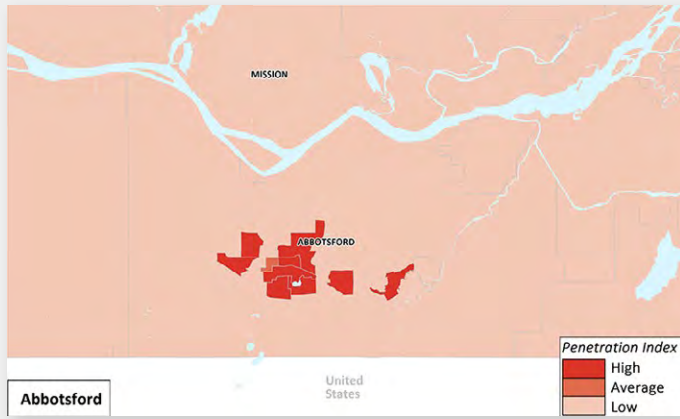 MISSION
ABBOTSFORD
Penetration Index
High
Average
Low
United
States
Abbotsford